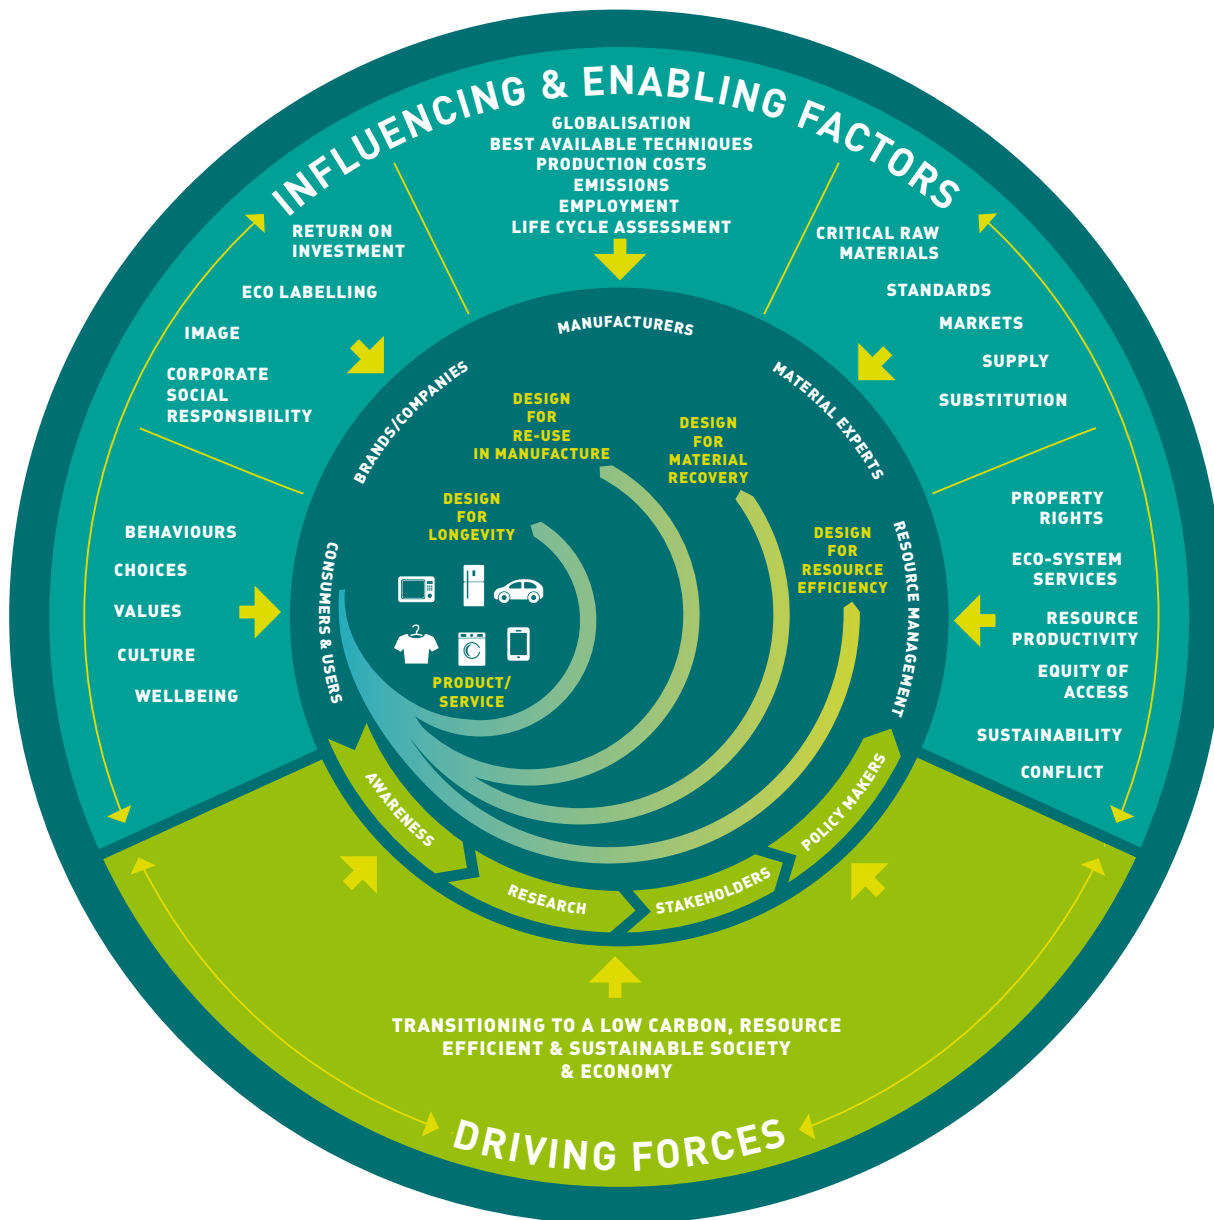 INFLUENCING & ENABLING FACTORS
GLOBALISATION
BEST AVAILABLE TECHNIQUES
PRODUCTION COSTS
EMISSIONS
EMPLOYMENT
LIFE CYCLE ASSESSMENT
RETURN ON
INVESTMENT
ECO LABELLING
IMAGE
CORPORATE
SOCIAL
RESPONSIBILITY
CRITICAL RAW
MATERIALS
STANDARDS
MARKETS
SUPPLY
SUBSTITUTION
BEHAVIOURS
CHOICES
VALUES
CULTURE
WELLBEING
PROPERTY
RIGHTS
ECO-SYSTEM
SERVICES
RESOURCE
PRODUCTIVITY
EQUITY OF
ACCESS
SUSTAINABILITY
CONFLICT
CONSUMERS & USERS
BRANDS/COMPANIES
MANUFACTURERS
MATERIAL EXPERTS
RESOURCE MANAGEMENT
DESIGN
FOR
LONGEVITY
DESIGN
FOR
RE-USE
IN MANUFACTURE
DESIGN
FOR
MATERIAL
RECOVERY
DESIGN
FOR
RESOURCE
EFFICIENCY
PRODUCT/
SERVICE
AWARENESS
RESEARCH
STAKEHOLDERS
POLICY MAKERS
TRANSITIONING TO A LOW CARBON, RESOURCE
EFFICIENT & SUSTAINABLE SOCIETY
& ECONOMY
DRIVING FORCES